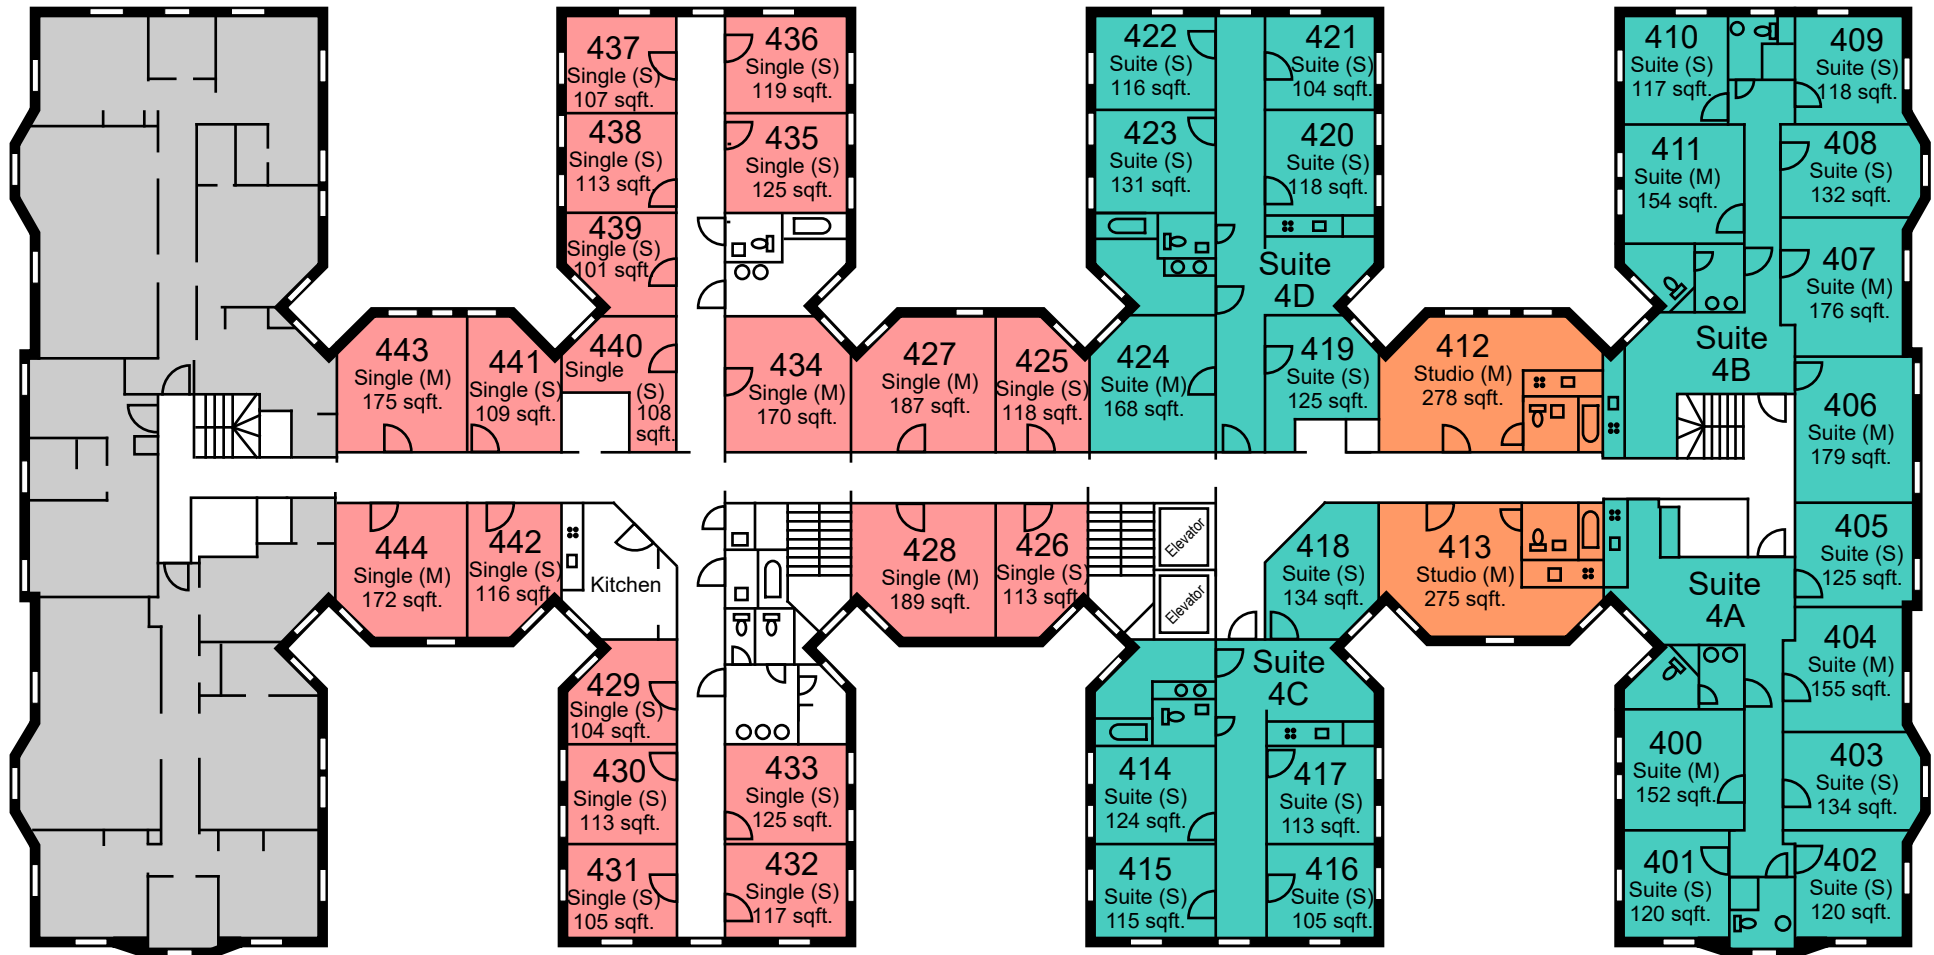 437
Single (S)
107 sqft.
436
Single (S)
119 sqft.
438
Single (S)
113 sqft.
435
Single (S)
125 sqft.
439
Single (S)
101 sqft.
440
Single
(S)
108
sqft.
434
Single (M)
170 sqft.
443
Single (M)
175 sqft.
441
Single (S)
109 sqft.
427
Single (M)
187 sqft.
425
Single (S)
118 sqft.
422
Suite (S)
116 sqft.
421
Suite (S)
104 sqft.
423
Suite (S)
131 sqft.
420
Suite (S)
118 sqft.
Suite
4D
424
Suite (M)
168 sqft.
419
Suite (S)
125 sqft.
412
Studio (M)
278 sqft.
410
Suite (S)
117 sqft.
409
Suite (S)
118 sqft.
411
Suite (M)
154 sqft.
408
Suite (S)
132 sqft.
407
Suite (M)
176 sqft.
Suite
4B
406
Suite (M)
179 sqft.
444
Single (M)
172 sqft.
442
Single (S)
116 sqft.
Kitchen
428
Single (M)
189 sqft.
426
Single (S)
113 sqft.
Elevator
Elevator
418
Suite (S)
134 sqft.
413
Studio (M)
275 sqft.
405
Suite (S)
125 sqft.
Suite
4A
404
Suite (M)
155 sqft.
429
Single (S)
104 sqft.
430
Single (S)
113 sqft.
433
Single (S)
125 sqft.
431
Single (S)
105 sqft.
432
Single (S)
117 sqft.
Suite
4C
414
Suite (S)
124 sqft.
417
Suite (S)
113 sqft.
415
Suite (S)
115 sqft.
416
Suite (S)
105 sqft.
400
Suite (M)
152 sqft.
403
Suite (S)
134 sqft.
401
Suite (S)
120 sqft.
402
Suite (S)
120 sqft.